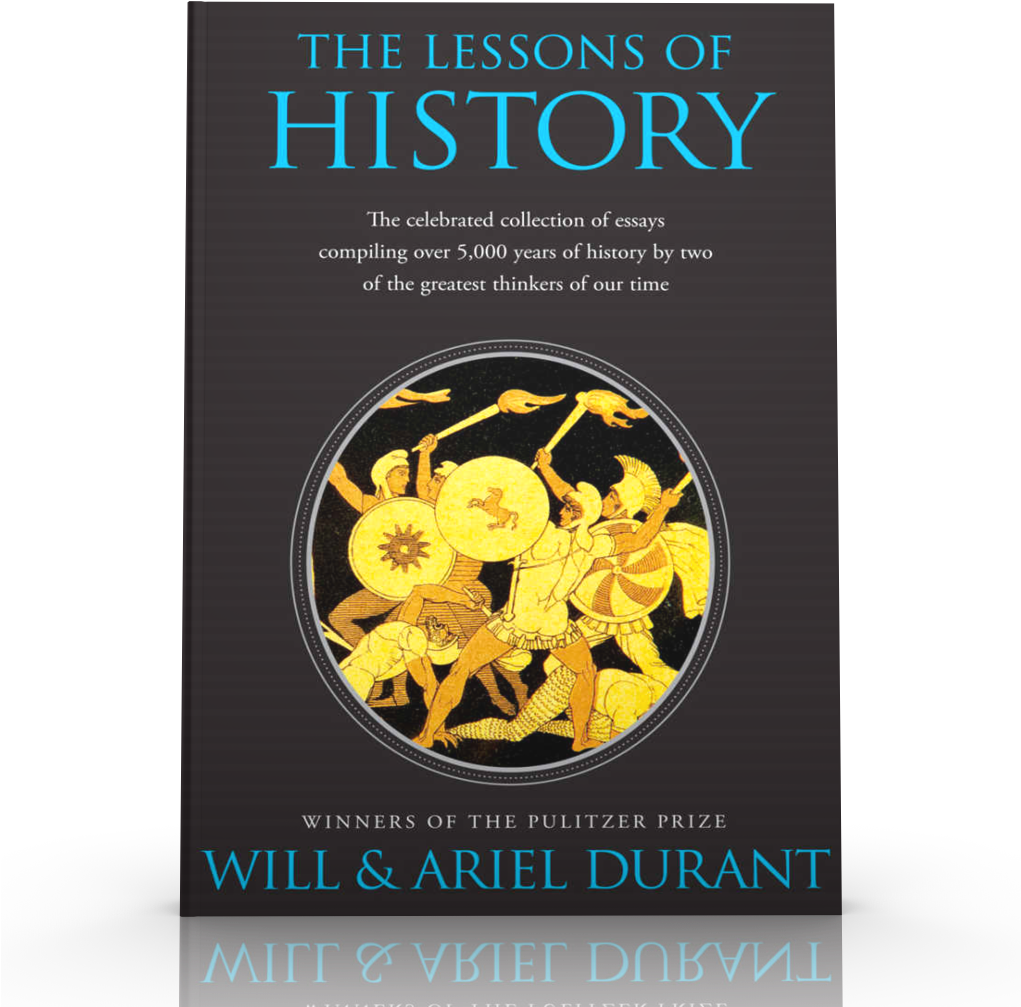 THE LESSONS OF
HISTORY
The celebrated collection of essays
compiling over 5,000 years of history by two
of the greatest thinkers of our time
WINNERS OF THE PULITZER PRIZE
WILL & ARIEL DURANT